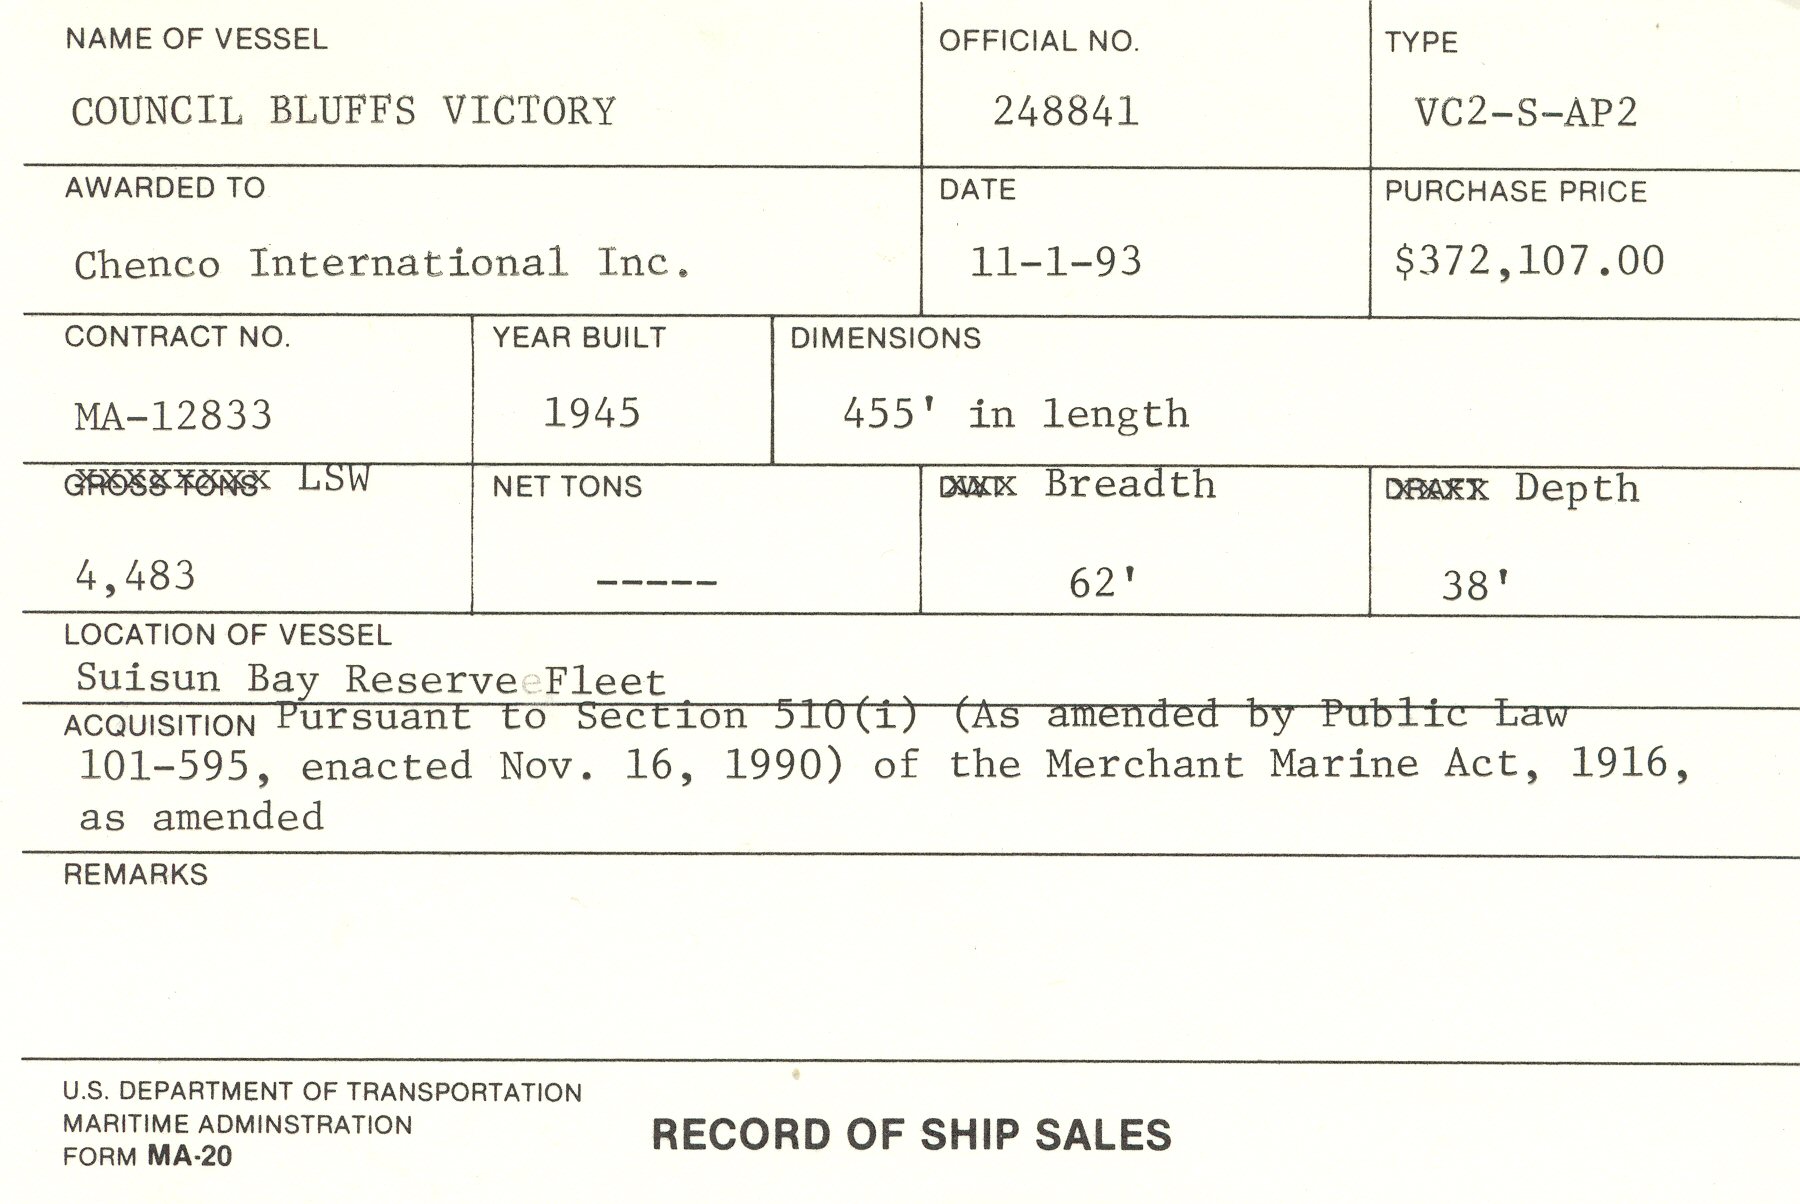 NAME OF VESSEL OFFICIAL NO. TYPE
COUNCIL BLUFFS VICTORY 248841 VC2-S-AP2
AWARDED TO DATE PURCHASE PRICE
Chenco International Inc. 11-1-93 $372,107.00
CONTRACT NO. YEAR BUILT DIMENSIONS
MA-12833 1945 455' in length
GROSS TONS LSW NET TONS DWT Breadth DRAFT Depth
4,483 ----- 62' 38'
LOCATION OF VESSEL
Suisun Bay Reserve Fleet
ACQUISITION Pursuant to Section 510(i) (As amended by Public Law
101-595, enacted Nov. 16, 1990) of the Merchant Marine Act, 1916,
as amended
REMARKS
U.S. DEPARTMENT OF TRANSPORTATION
MARITIME ADMINSTRATION
FORM MA-20 RECORD OF SHIP SALES